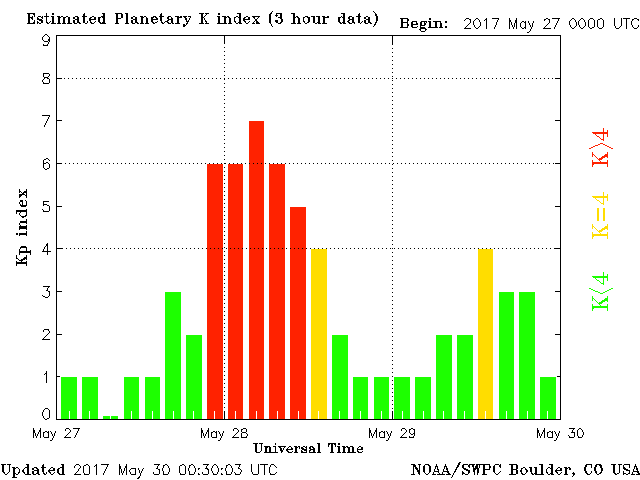 Estimated Planetary K index (3 hour data) Begin: 2017 May 27 0000 UTC
9
8
7
6
5
4
3
2
1
0
Kp index
K>4
K=4
K<4
May 27 May 28 May 29 May 30
Universal Time
Updated 2017 May 30 00:30:03 UTC NOAA/SWPC Boulder, CO USA